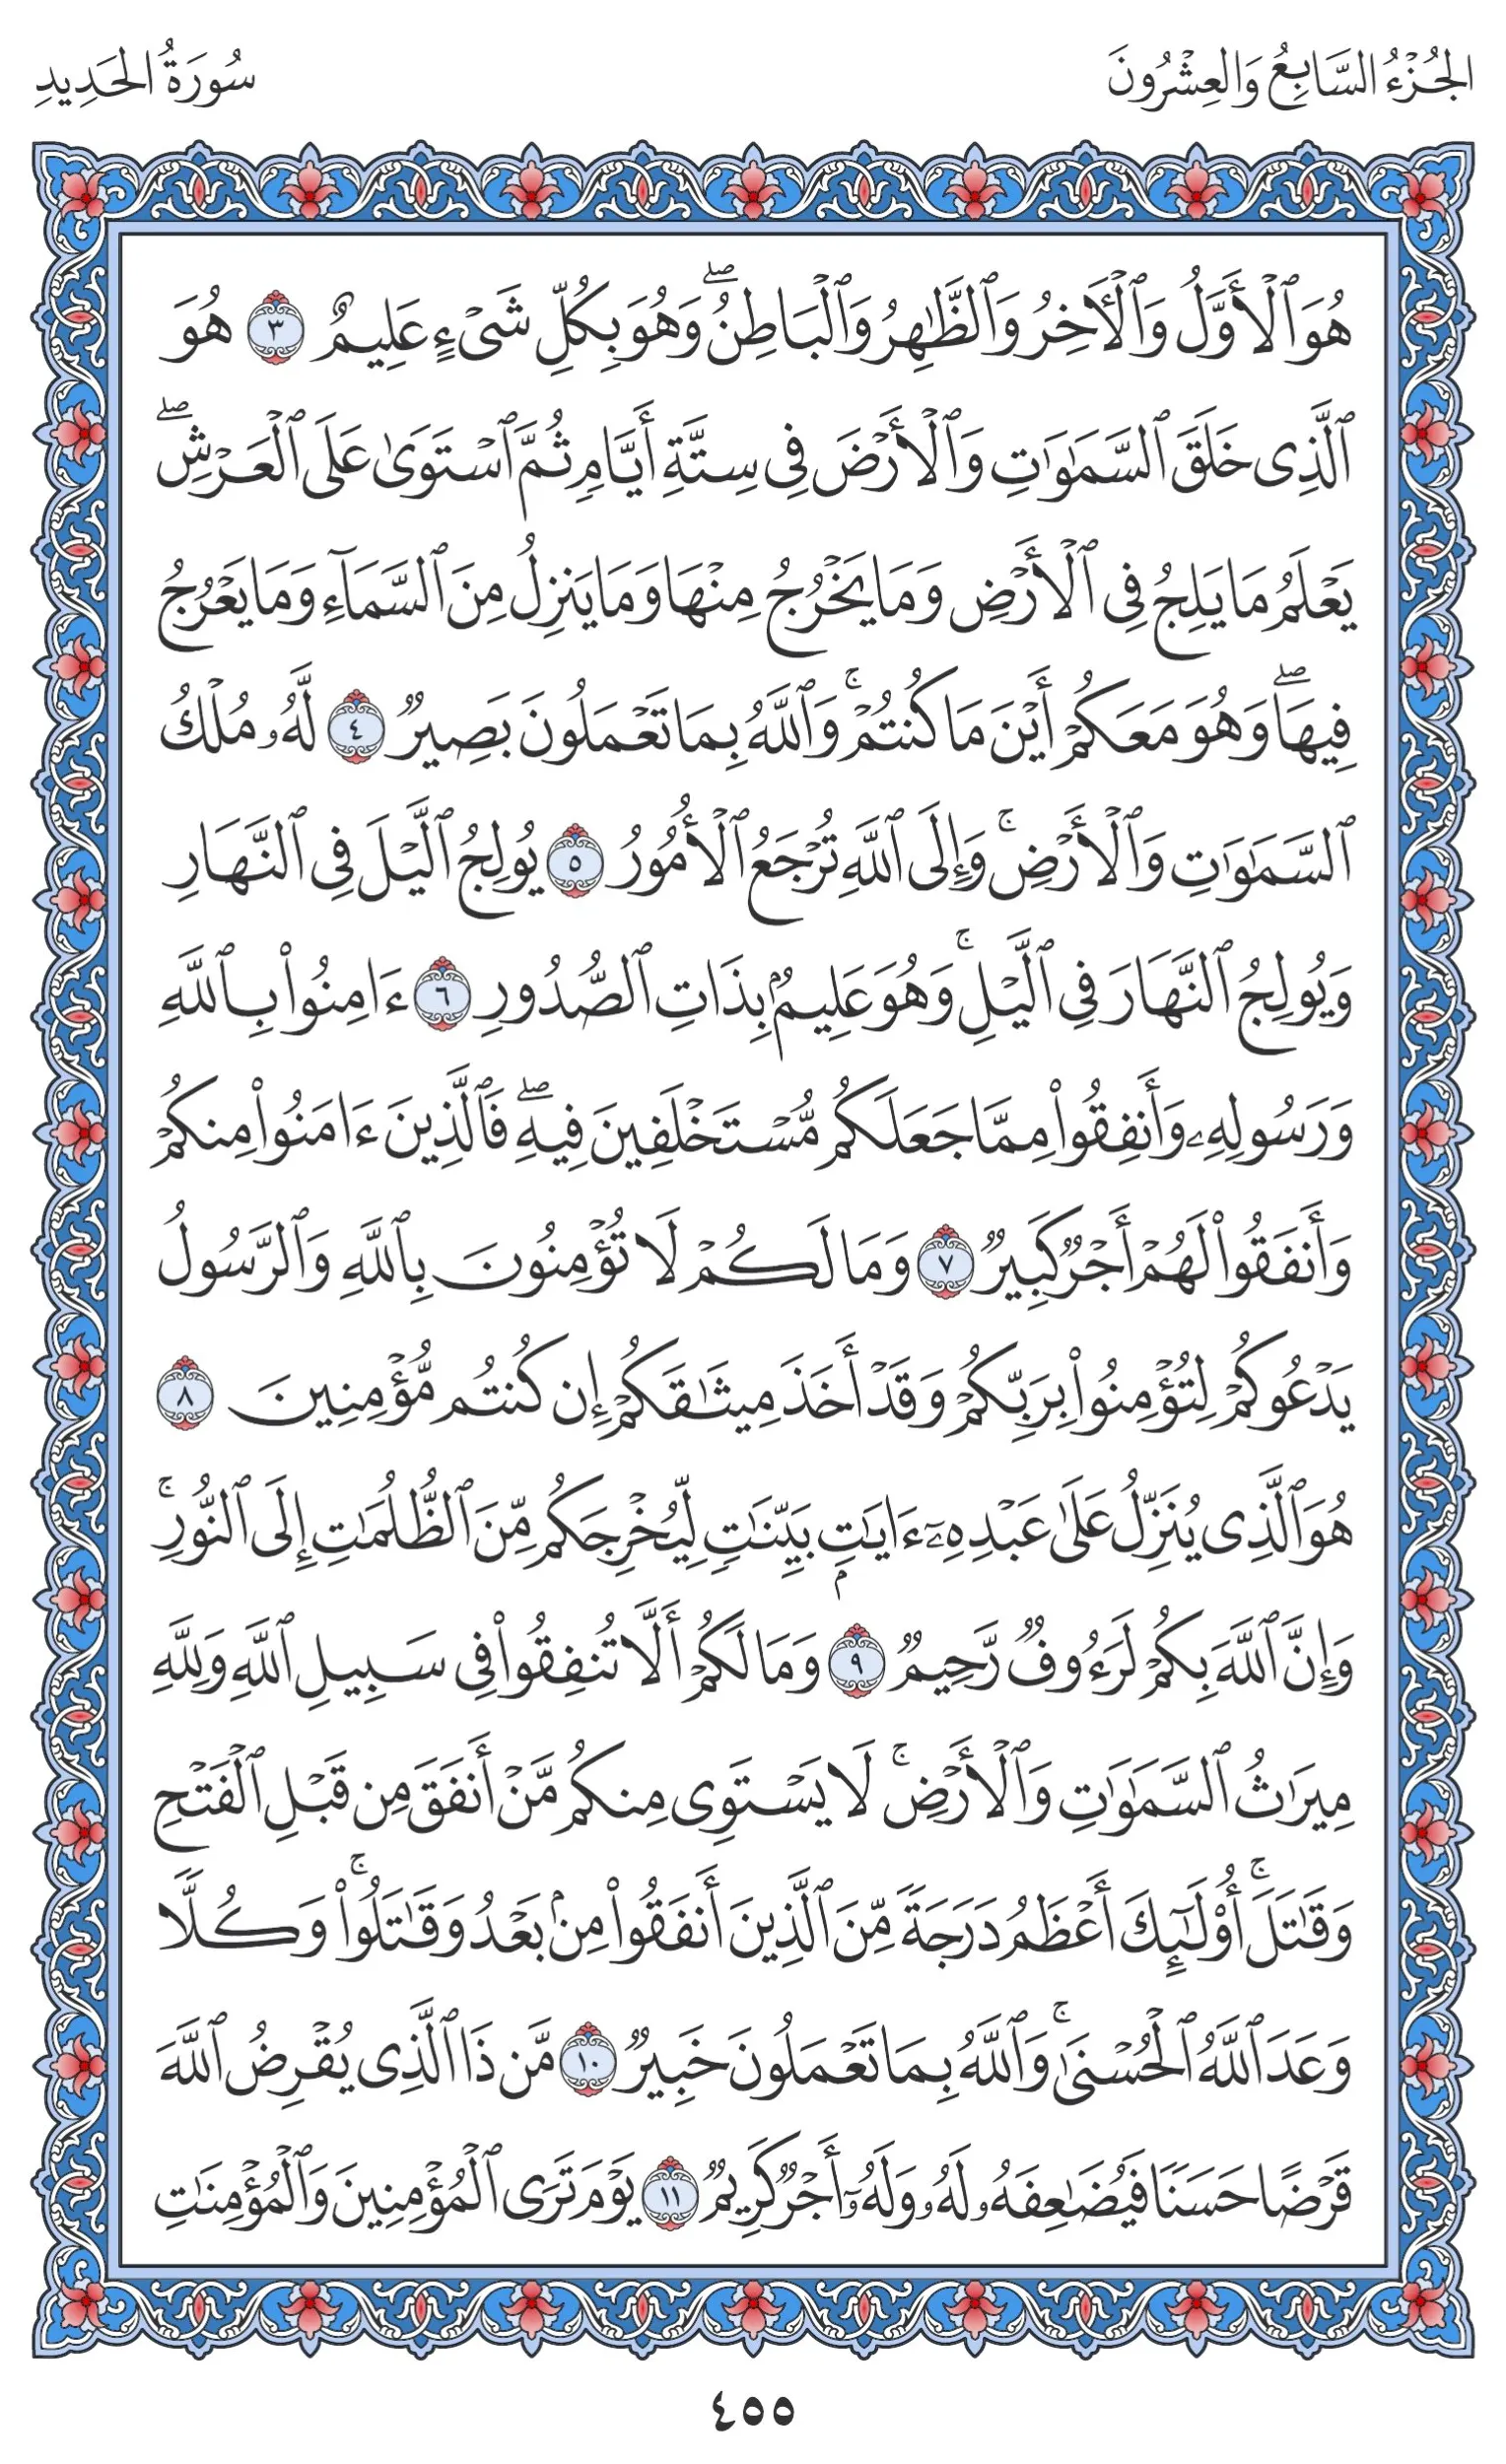 الجُزْءُ السَّابِعُ وَالعِشْرُونَ
سُورَةُ الحَدِيدِ
هُوَ ٱلۡأَوَّلُ وَٱلۡأٓخِرُ وَٱلظَّٰهِرُ وَٱلۡبَاطِنُۖ وَهُوَ بِكُلِّ شَيۡءٍ عَلِيمٌ ٣ هُوَ
ٱلَّذِي خَلَقَ ٱلسَّمَٰوَٰتِ وَٱلۡأَرۡضَ فِي سِتَّةِ أَيَّامٖ ثُمَّ ٱسۡتَوَىٰ عَلَى ٱلۡعَرۡشِۖ
يَعۡلَمُ مَا يَلِجُ فِي ٱلۡأَرۡضِ وَمَا يَخۡرُجُ مِنۡهَا وَمَا يَنزِلُ مِنَ ٱلسَّمَآءِ وَمَا يَعۡرُجُ
فِيهَاۖ وَهُوَ مَعَكُمۡ أَيۡنَ مَا كُنتُمۡۚ وَٱللَّهُ بِمَا تَعۡمَلُونَ بَصِيرٞ ٤ لَّهُۥ مُلۡكُ
ٱلسَّمَٰوَٰتِ وَٱلۡأَرۡضِۚ وَإِلَى ٱللَّهِ تُرۡجَعُ ٱلۡأُمُورُ ٥ يُولِجُ ٱلَّيۡلَ فِي ٱلنَّهَارِ
وَيُولِجُ ٱلنَّهَارَ فِي ٱلَّيۡلِۚ وَهُوَ عَلِيمُۢ بِذَاتِ ٱلصُّدُورِ ٦ ءَامِنُواْ بِٱللَّهِ
وَرَسُولِهِۦ وَأَنفِقُواْ مِمَّا جَعَلَكُم مُّسۡتَخۡلَفِينَ فِيهِۖ فَٱلَّذِينَ ءَامَنُواْ مِنكُمۡ
وَأَنفَقُواْ لَهُمۡ أَجۡرٞ كَبِيرٞ ٧ وَمَا لَكُمۡ لَا تُؤۡمِنُونَ بِٱللَّهِ وَٱلرَّسُولُ
يَدۡعُوكُمۡ لِتُؤۡمِنُواْ بِرَبِّكُمۡ وَقَدۡ أَخَذَ مِيثَٰقَكُمۡ إِن كُنتُم مُّؤۡمِنِينَ ٨
هُوَ ٱلَّذِي يُنَزِّلُ عَلَىٰ عَبۡدِهِۦٓ ءَايَٰتِۭ بَيِّنَٰتٖ لِّيُخۡرِجَكُم مِّنَ ٱلظُّلُمَٰتِ إِلَى ٱلنُّورِۚ
وَإِنَّ ٱللَّهَ بِكُمۡ لَرَءُوفٞ رَّحِيمٞ ٩ وَمَا لَكُمۡ أَلَّا تُنفِقُواْ فِي سَبِيلِ ٱللَّهِ وَلِلَّهِ
مِيرَٰثُ ٱلسَّمَٰوَٰتِ وَٱلۡأَرۡضِۚ لَا يَسۡتَوِي مِنكُم مَّنۡ أَنفَقَ مِن قَبۡلِ ٱلۡفَتۡحِ
وَقَٰتَلَۚ أُوْلَٰٓئِكَ أَعۡظَمُ دَرَجَةٗ مِّنَ ٱلَّذِينَ أَنفَقُواْ مِنۢ بَعۡدُ وَقَٰتَلُواْۚ وَكُلّٗا
وَعَدَ ٱللَّهُ ٱلۡحُسۡنَىٰۚ وَٱللَّهُ بِمَا تَعۡمَلُونَ خَبِيرٞ ١٠ مَّن ذَا ٱلَّذِي يُقۡرِضُ ٱللَّهَ
قَرۡضًا حَسَنٗا فَيُضَٰعِفَهُۥ لَهُۥ وَلَهُۥٓ أَجۡرٞ كَرِيمٞ ١١ يَوۡمَ تَرَى ٱلۡمُؤۡمِنِينَ وَٱلۡمُؤۡمِنَٰتِ
٤٥٥